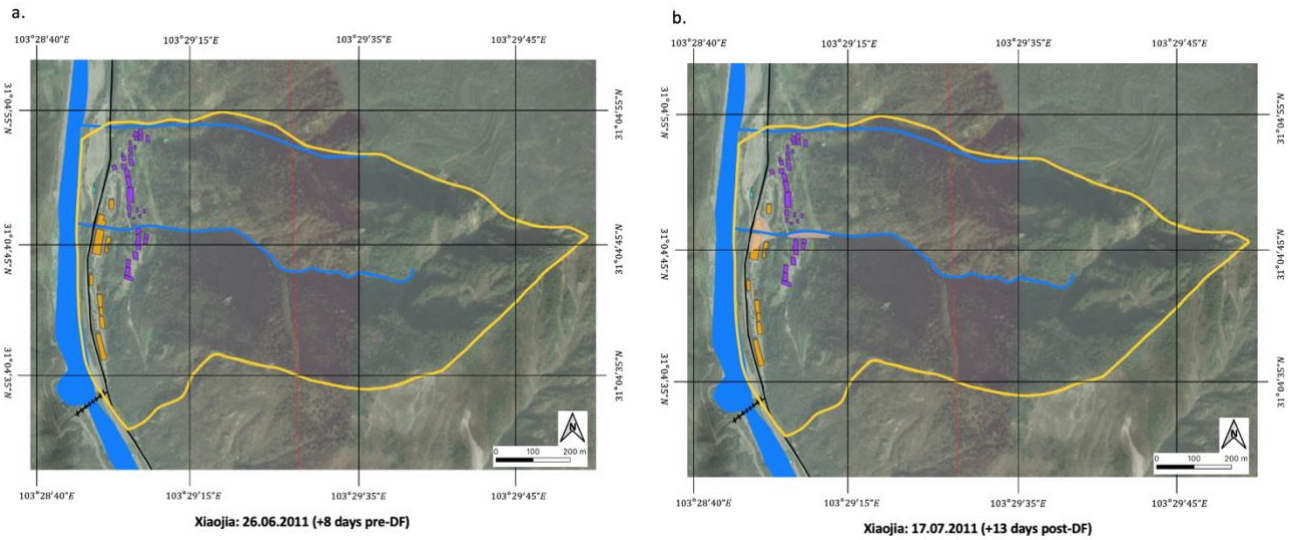 a.
103°28'40"E 103°29'15"E 103°29'35"E 103°29'45"E
31°04'55"N 31°04'55"N
31°04'45"N 31°04'45"N
31°04'35"N 31°04'35"N
N
0 100 200 m
103°28'40"E 103°29'15"E 103°29'35"E 103°29'45"E
Xiaojia: 26.06.2011 (+8 days pre-DF)
b.
103°28'40"E 103°29'15"E 103°29'35"E 103°29'45"E
31°04'55"N 31°04'55"N
31°04'45"N 31°04'45"N
31°04'35"N 31°04'35"N
N
0 100 200 m
103°28'40"E 103°29'15"E 103°29'35"E 103°29'45"E
Xiaojia: 17.07.2011 (+13 days post-DF)